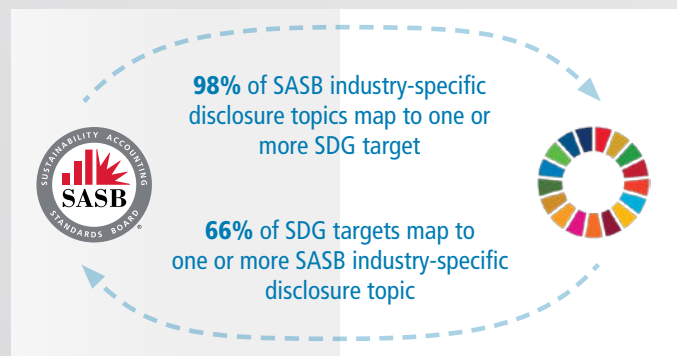 98% of SASB industry-specific
disclosure topics map to one or
more SDG target
SUSTAINABILITY ACCOUNTING
SASB
STANDARDS BOARD
®
66% of SDG targets map to
one or more SASB industry-specific
disclosure topic